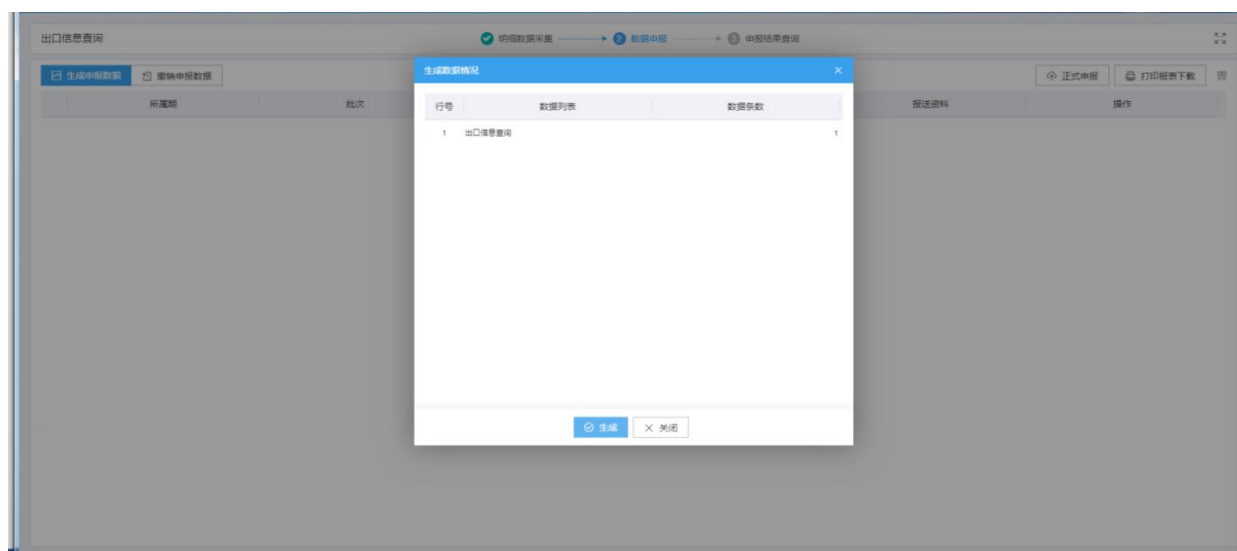 出口信息查询 明细数据采集 2 数据申报 3 申报结果查询
生成申报数据 撤销申报数据 生成数据情况 正式申报 打印报表下载
所属期 批次 报送资料 操作
行号 数据列表 数据条数
1 出口信息查询 1
生成 关闭